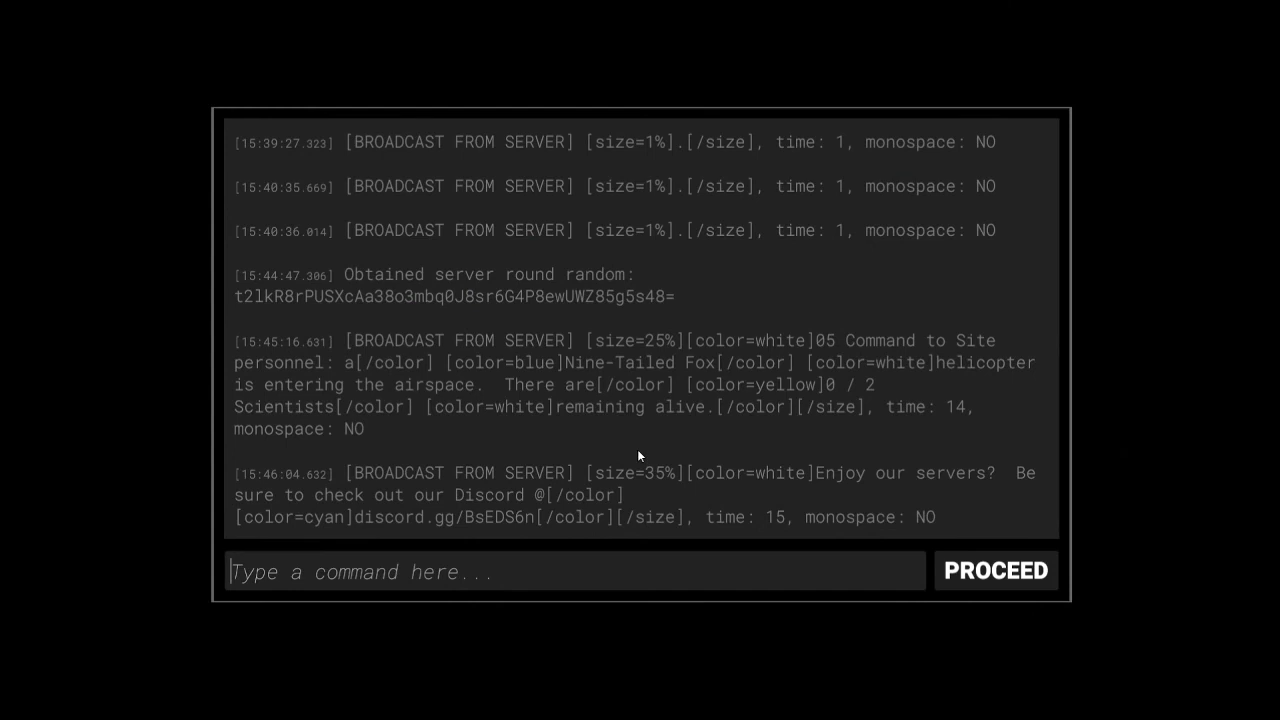 [15:39:27.323] [BROADCAST FROM SERVER] [size=1%].[/size], time: 1, monospace: NO
[15:40:35.669] [BROADCAST FROM SERVER] [size=1%].[/size], time: 1, monospace: NO
[15:40:36.014] [BROADCAST FROM SERVER] [size=1%].[/size], time: 1, monospace: NO
[15:44:47.306] Obtained server round random:
t2lkR8rPUSXcAa38o3mbq0J8sr6G4P8ewUWZ85g5s48=
[15:45:16.631] [BROADCAST FROM SERVER] [size=25%][color=white]05 Command to Site
personnel: a[/color] [color=blue]Nine-Tailed Fox[/color] [color=white]helicopter
is entering the airspace.  There are[/color] [color=yellow]0 / 2
Scientists[/color] [color=white]remaining alive.[/color][/size], time: 14,
monospace: NO
[15:46:04.632] [BROADCAST FROM SERVER] [size=35%][color=white]Enjoy our servers?  Be
sure to check out our Discord @[/color]
[color=cyan]discord.gg/BsEDS6n[/color][/size], time: 15, monospace: NO
Type a command here...
PROCEED